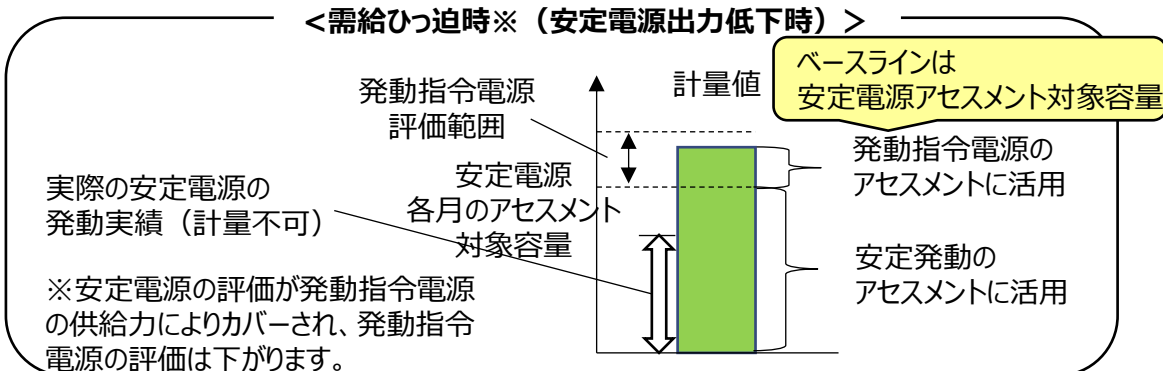 <需給ひっ迫時※（安定電源出力低下時）>
ベースラインは
安定電源アセスメント対象容量
計量値
発動指令電源
評価範囲
発動指令電源の
アセスメントに活用
安定電源
各月のアセスメント
対象容量
実際の安定電源の
発動実績（計量不可）
安定発動の
アセスメントに活用
※安定電源の評価が発動指令電源
の供給力によりカバーされ、発動指令
電源の評価は下がります。